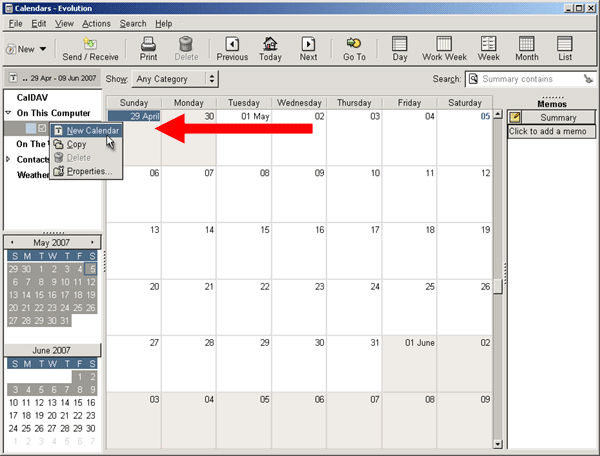 Calendars - Evolution
File Edit View Actions Search Help
New Send / Receive Print Delete Previous Today Next Go To Day Work Week Week Month List
.. 29 Apr - 09 Jun 2007 Show: Any Category Search: Summary contains
CalDAV
On This Computer
New Calendar
Copy
Delete
Properties...
On The
Contacts
Weather
May 2007
S M T W T F S
29 30 1 2 3 4 5
6 7 8 9 10 11 12
13 14 15 16 17 18 19
20 21 22 23 24 25 26
27 28 29 30 31
June 2007
S M T W T F S
1 2
3 4 5 6 7 8 9
10 11 12 13 14 15 16
17 18 19 20 21 22 23
24 25 26 27 28 29 30
1 2 3 4 5 6 7
Sunday Monday Tuesday Wednesday Thursday Friday Saturday
29 April 30 01 May 02 03 04 05
06 07 08 09 10 11 12
13 14 15 16 17 18 19
20 21 22 23 24 25 26
27 28 29 30 31 01 June 02
03 04 05 06 07 08 09
Memos
Summary
Click to add a memo